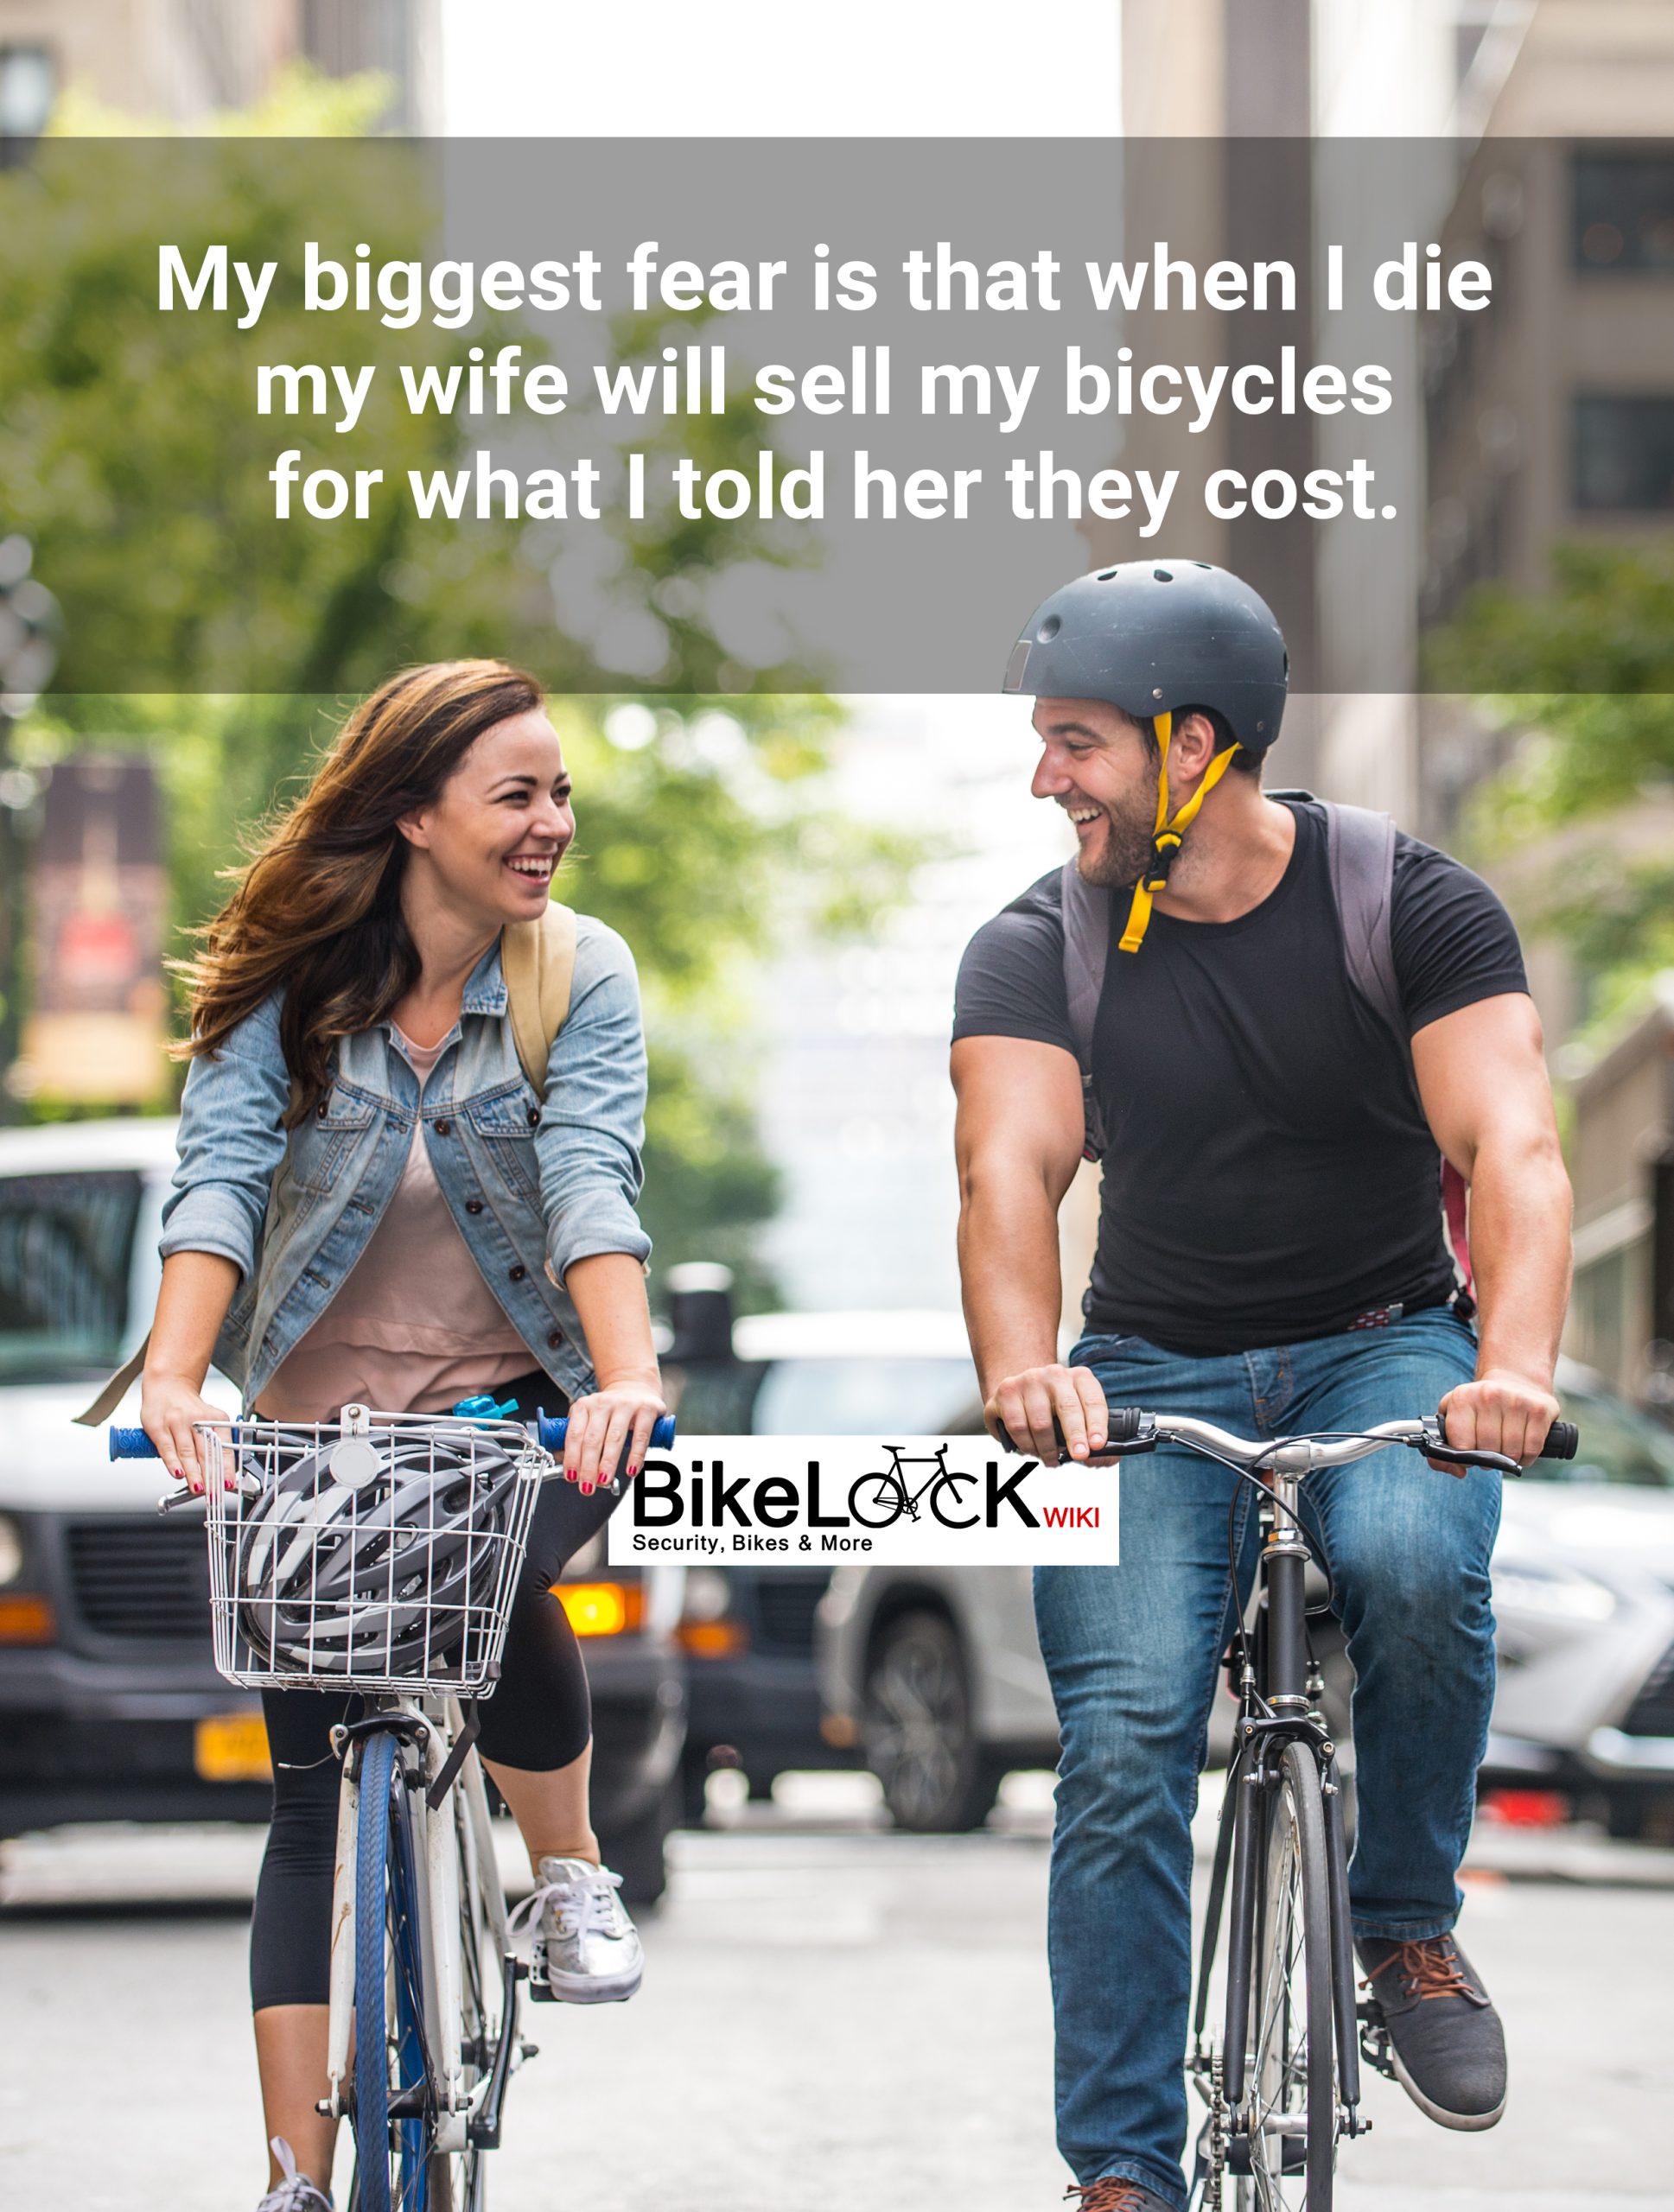 My biggest fear is that when I die
my wife will sell my bicycles
for what I told her they cost.
BikeLOCK WIKI
Security, Bikes & More